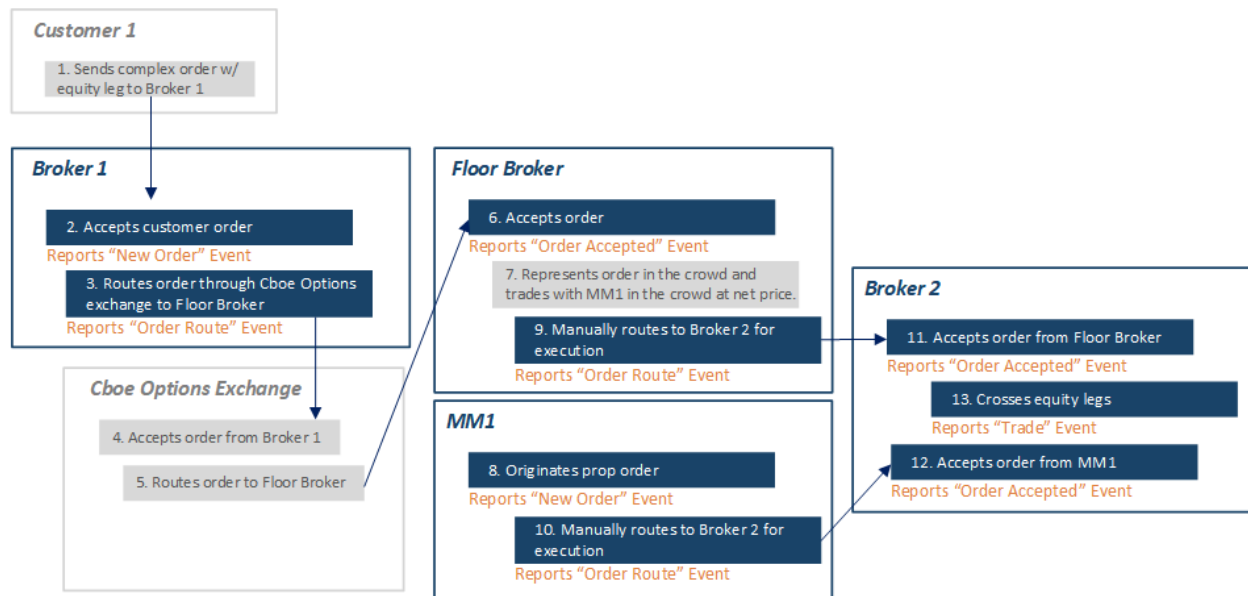 Customer 1
1. Sends complex order w/
equity leg to Broker 1
Broker 1
2. Accepts customer order
Reports “New Order” Event
3. Routes order through Cboe Options
exchange to Floor Broker
Reports “Order Route” Event
Cboe Options Exchange
4. Accepts order from Broker 1
5. Routes order to Floor Broker
Floor Broker
6. Accepts order
Reports “Order Accepted” Event
7. Represents order in the crowd and
trades with MM1 in the crowd at net price.
9. Manually routes to Broker 2 for
execution
Reports “Order Route” Event
MM1
8. Originates prop order
Reports “New Order” Event
10. Manually routes to Broker 2 for
execution
Reports “Order Route” Event
Broker 2
11. Accepts order from Floor Broker
Reports “Order Accepted” Event
13. Crosses equity legs
Reports “Trade” Event
12. Accepts order from MM1
Reports “Order Accepted” Event